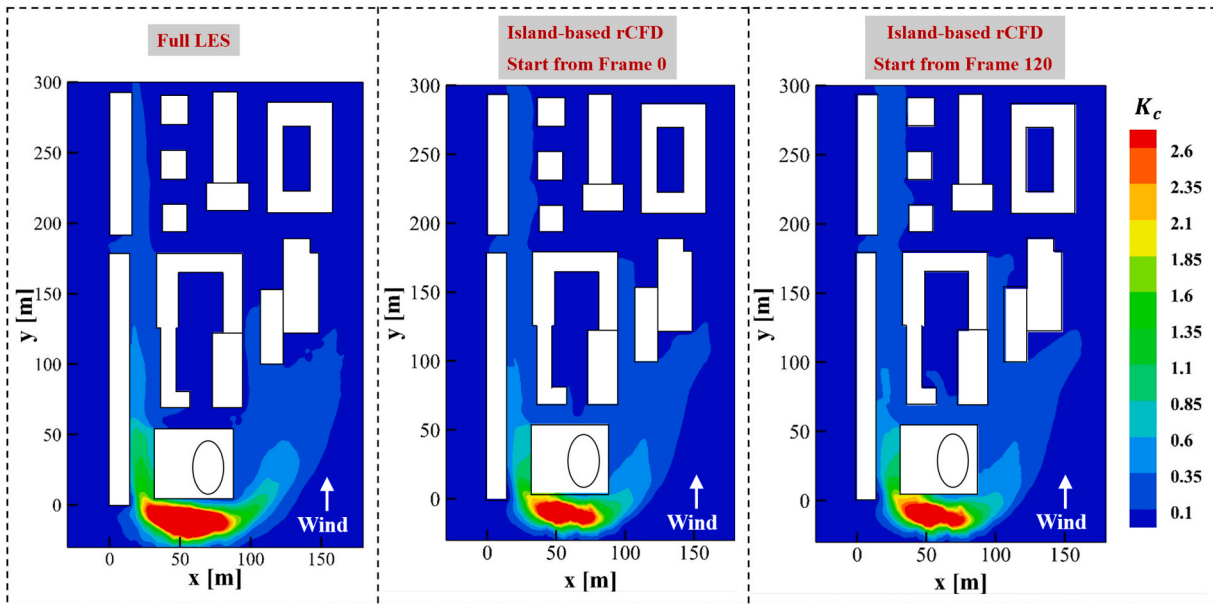 Full LES
300
250
200
150
100
50
0
y [m]
0
50
100
150
x [m]
Wind
Island-based rCFD
Start from Frame 0
300
250
200
150
100
50
0
y [m]
0
50
100
150
x [m]
Wind
Island-based rCFD
Start from Frame 120
300
250
200
150
100
50
0
y [m]
0
50
100
150
x [m]
Wind
K_c
2.6
2.35
2.1
1.85
1.6
1.35
1.1
0.85
0.6
0.35
0.1